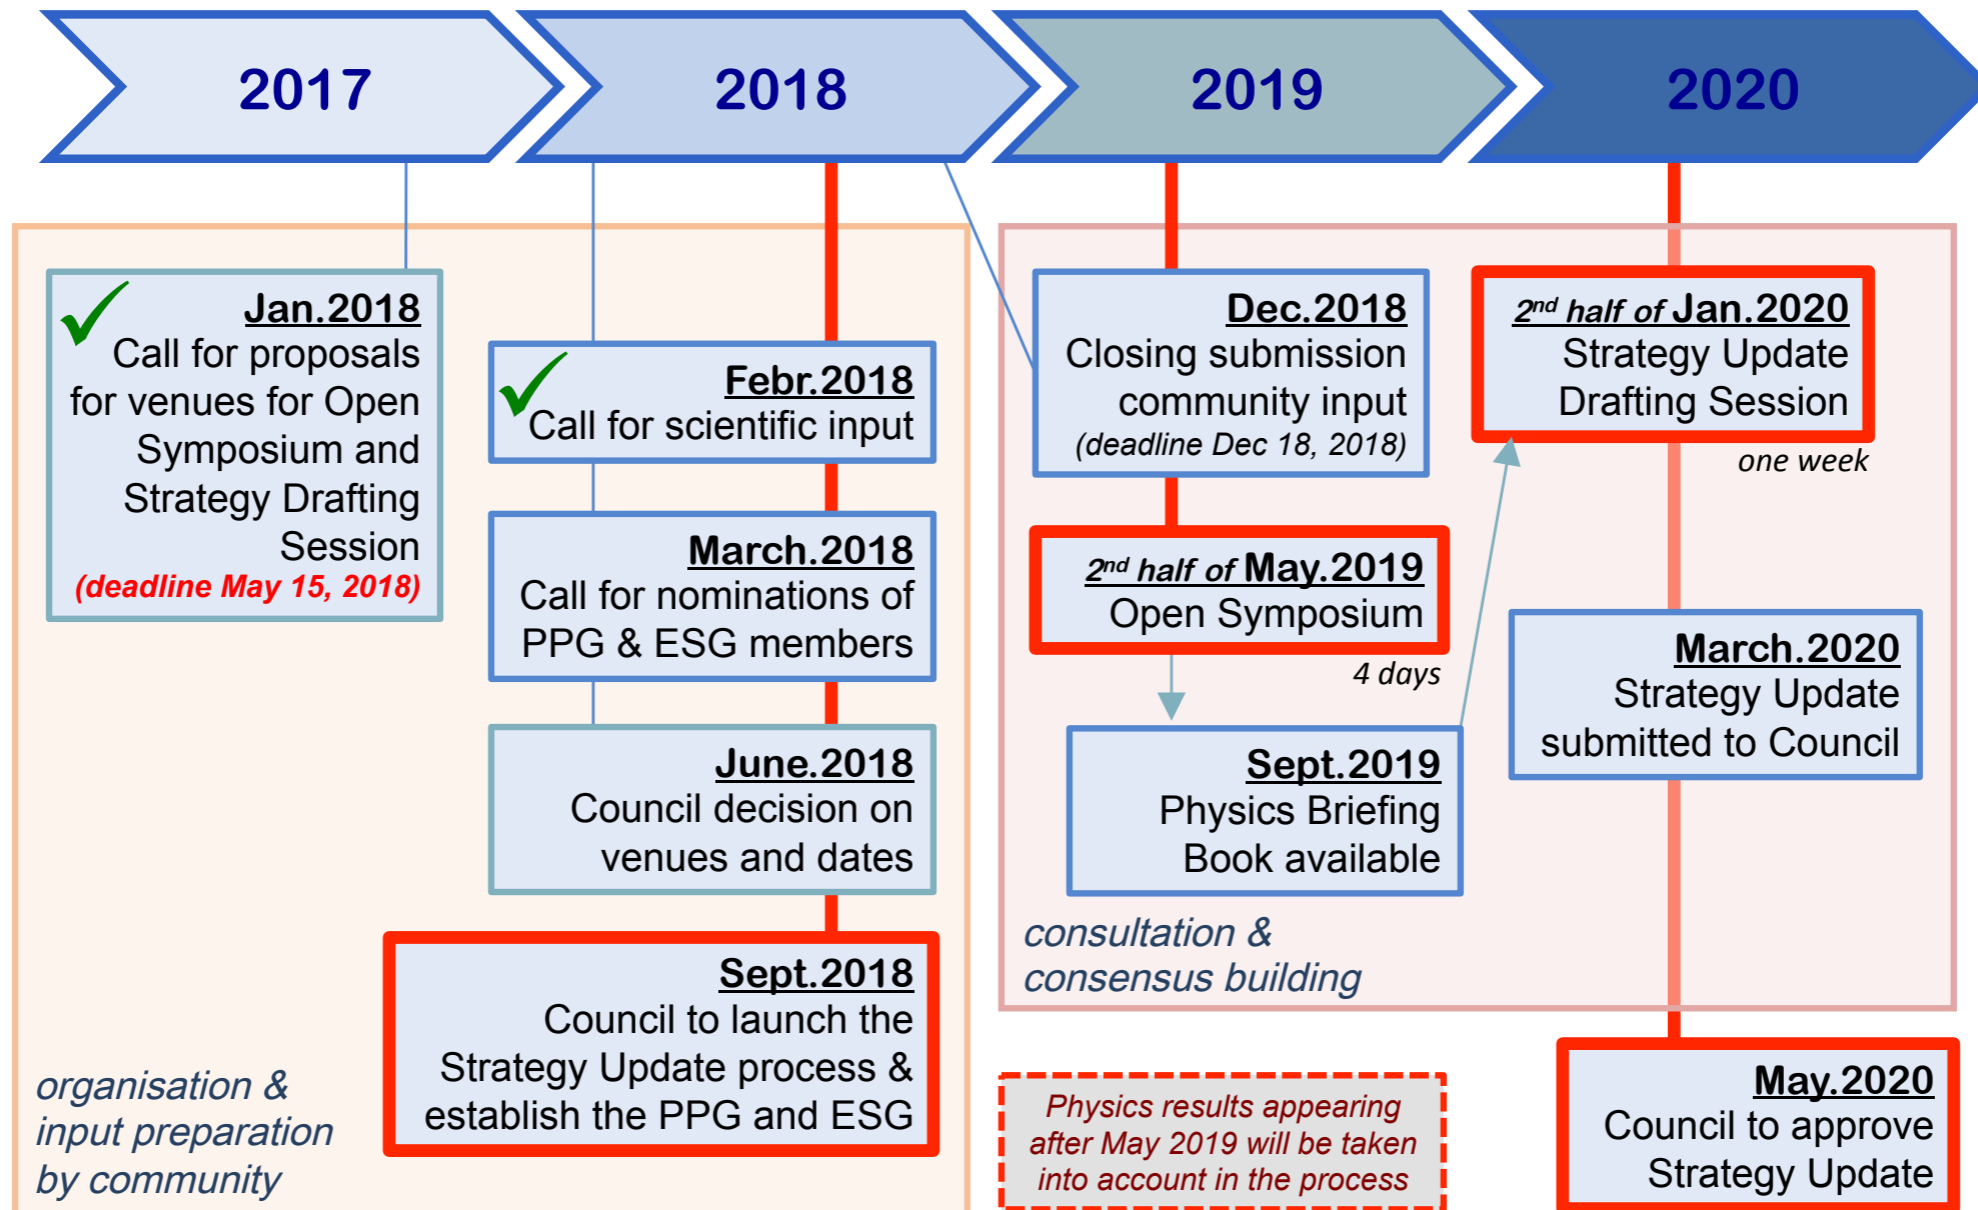 2017
2018
2019
2020
Jan.2018
Call for proposals
for venues for Open
Symposium and
Strategy Drafting
Session
(deadline May 15, 2018)
Febr.2018
Call for scientific input
March.2018
Call for nominations of
PPG & ESG members
June.2018
Council decision on
venues and dates
Sept.2018
Council to launch the
Strategy Update process &
establish the PPG and ESG
organisation &
input preparation
by community
Dec.2018
Closing submission
community input
(deadline Dec 18, 2018)
2nd half of May.2019
Open Symposium
4 days
Sept.2019
Physics Briefing
Book available
consultation &
consensus building
Physics results appearing
after May 2019 will be taken
into account in the process
2nd half of Jan.2020
Strategy Update
Drafting Session
one week
March.2020
Strategy Update
submitted to Council
May.2020
Council to approve
Strategy Update